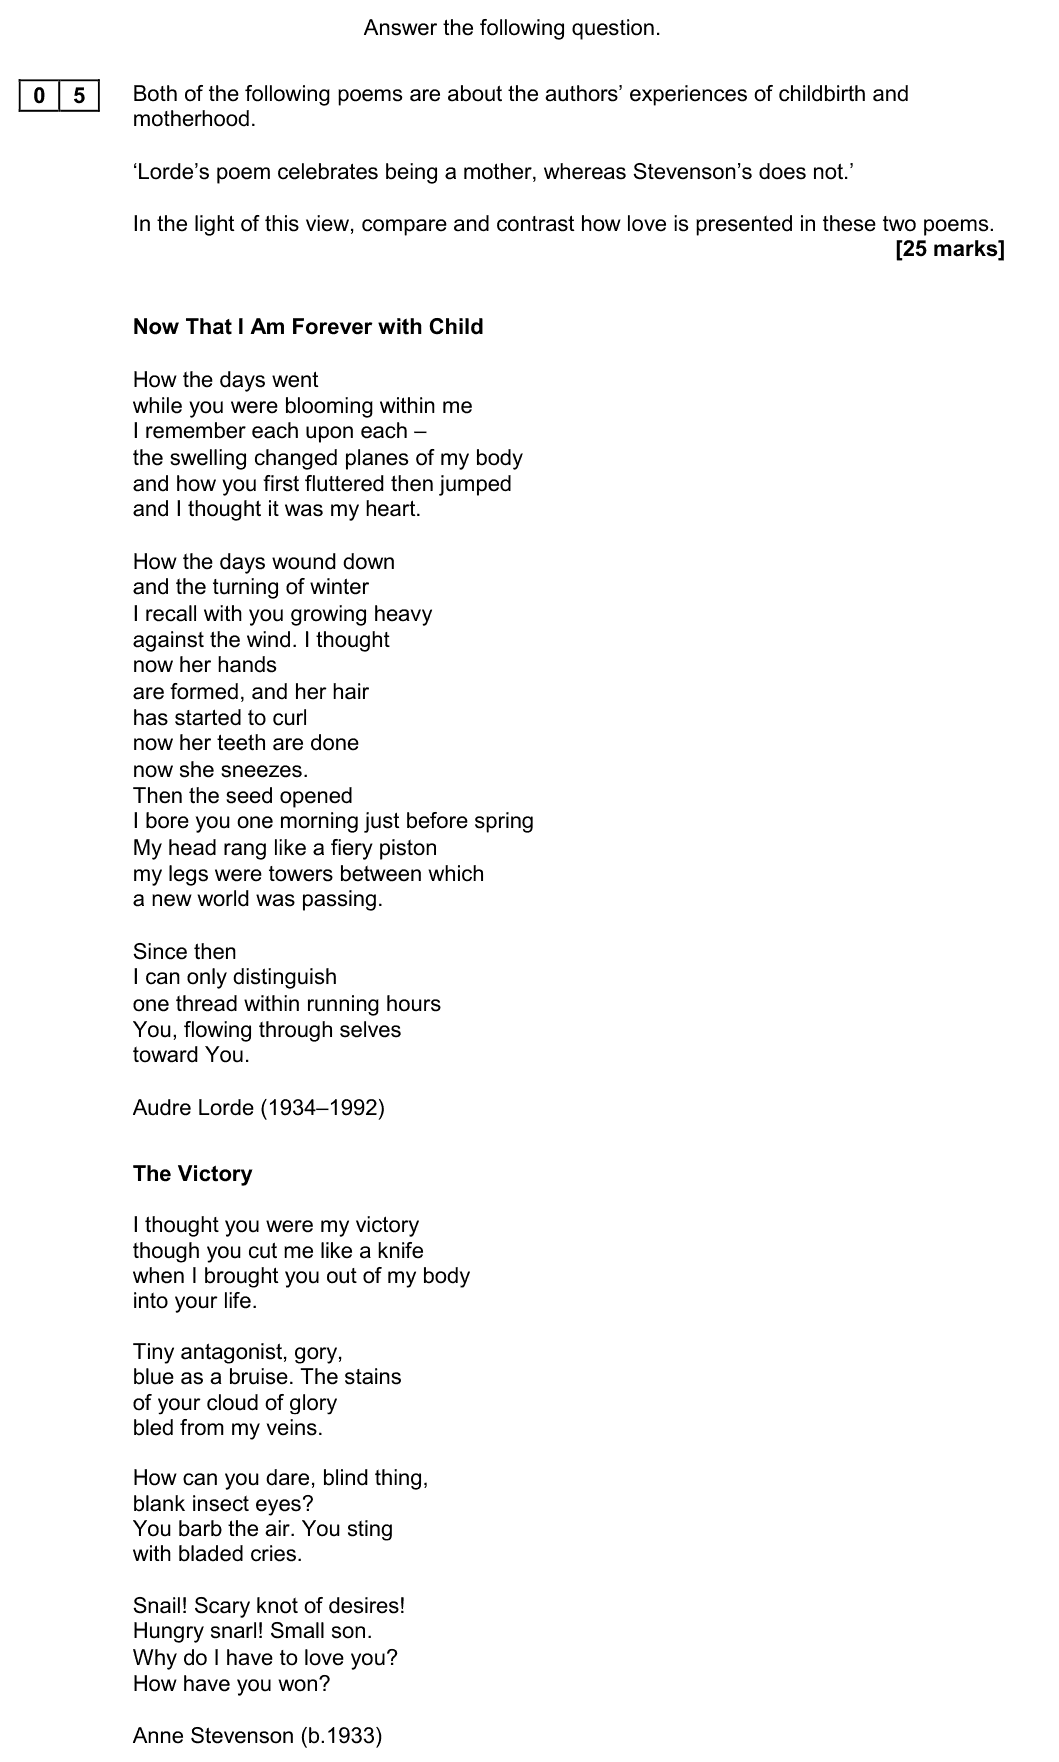 Answer the following question.
0 5
Both of the following poems are about the authors’ experiences of childbirth and
motherhood.
‘Lorde’s poem celebrates being a mother, whereas Stevenson’s does not.’
In the light of this view, compare and contrast how love is presented in these two poems.
[25 marks]
Now That I Am Forever with Child
How the days went
while you were blooming within me
I remember each upon each –
the swelling changed planes of my body
and how you first fluttered then jumped
and I thought it was my heart.
How the days wound down
and the turning of winter
I recall with you growing heavy
against the wind. I thought
now her hands
are formed, and her hair
has started to curl
now her teeth are done
now she sneezes.
Then the seed opened
I bore you one morning just before spring
My head rang like a fiery piston
my legs were towers between which
a new world was passing.
Since then
I can only distinguish
one thread within running hours
You, flowing through selves
toward You.
Audre Lorde (1934–1992)
The Victory
I thought you were my victory
though you cut me like a knife
when I brought you out of my body
into your life.
Tiny antagonist, gory,
blue as a bruise. The stains
of your cloud of glory
bled from my veins.
How can you dare, blind thing,
blank insect eyes?
You barb the air. You sting
with bladed cries.
Snail! Scary knot of desires!
Hungry snarl! Small son.
Why do I have to love you?
How have you won?
Anne Stevenson (b.1933)